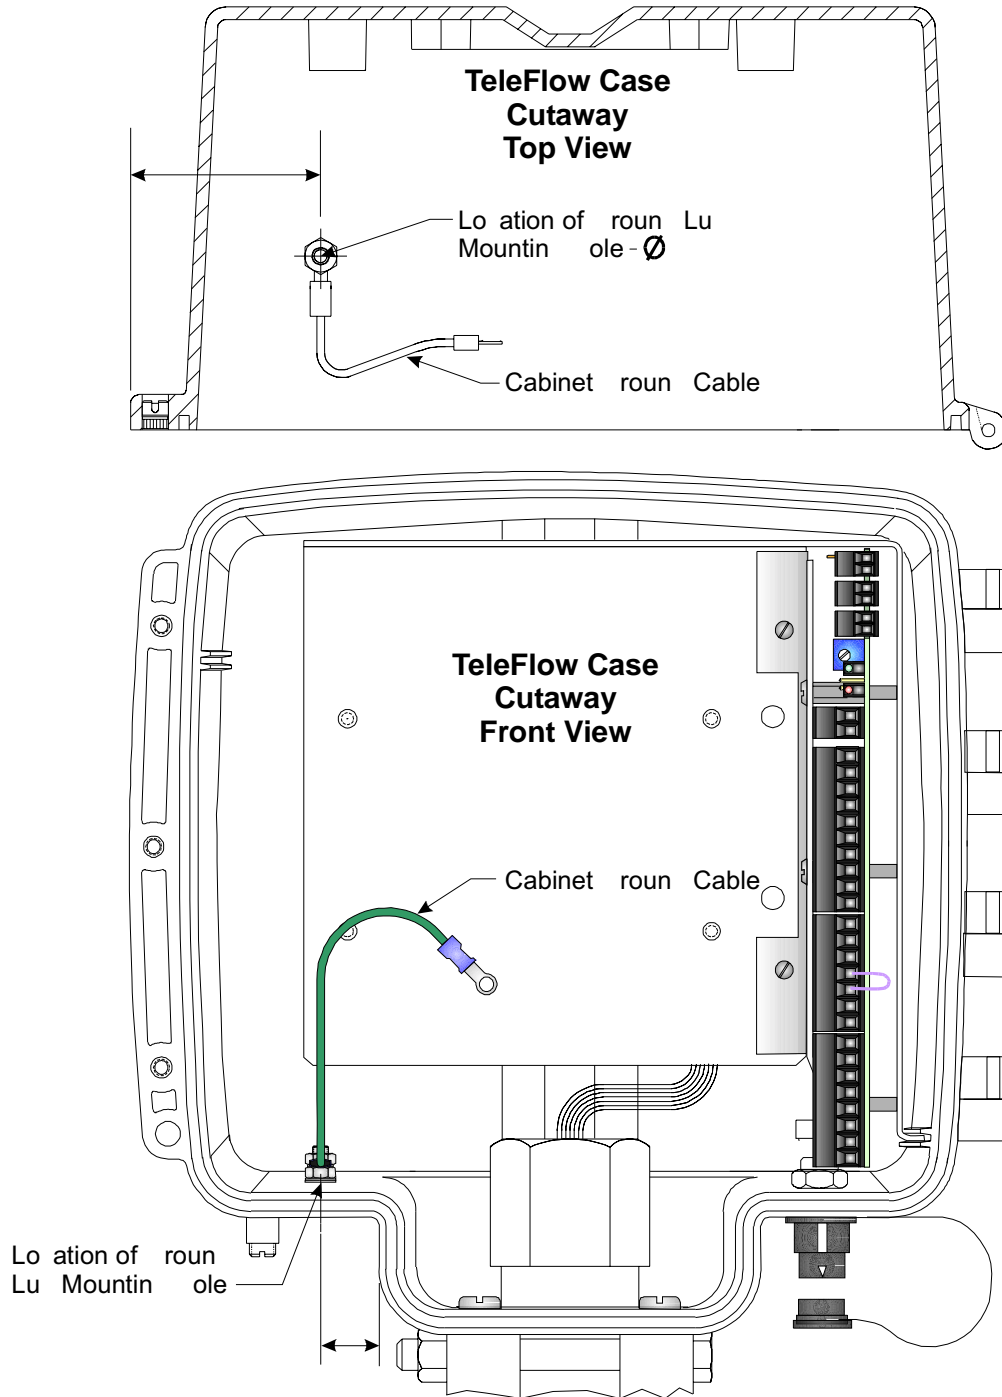 TeleFlow Case
Cutaway
Top View
Lo ation of roun Lu
Mountin ole - Ø
Cabinet roun Cable
TeleFlow Case
Cutaway
Front View
Cabinet roun Cable
Lo ation of roun
Lu Mountin ole